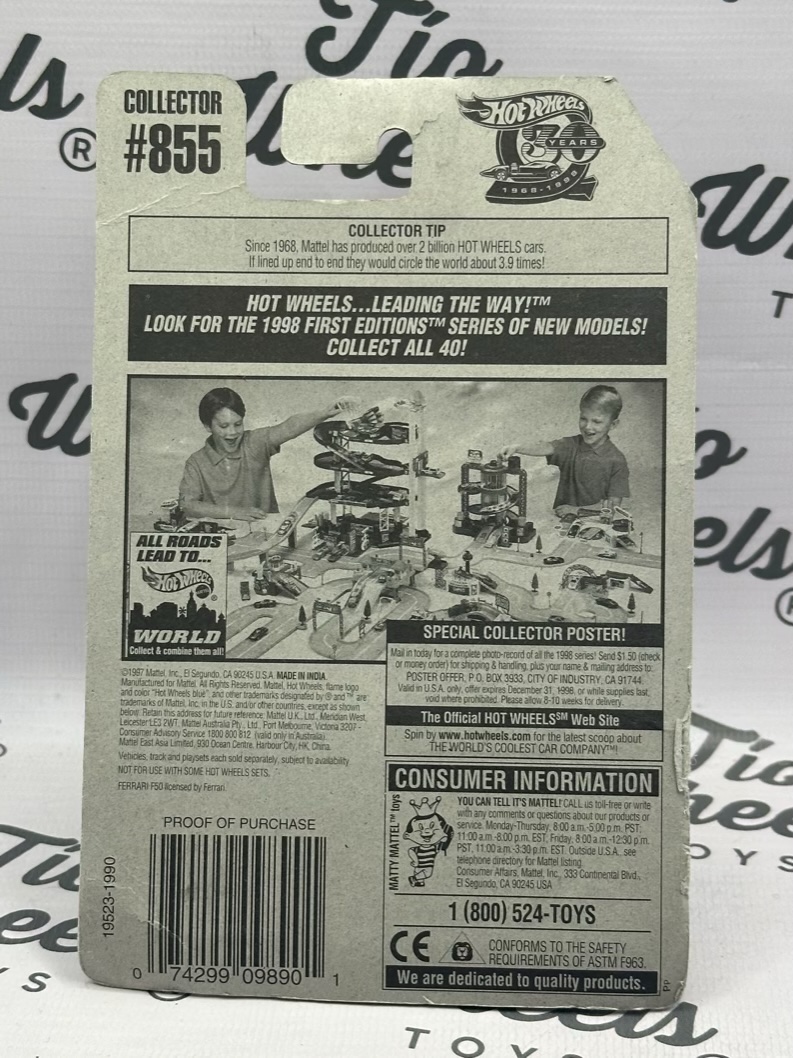 COLLECTOR
#855
Hot Wheels
30
YEARS
1968-1998
COLLECTOR TIP
Since 1968, Mattel has produced over 2 billion HOT WHEELS cars.
If lined up end to end they would circle the world about 3.9 times!
HOT WHEELS...LEADING THE WAY!™
LOOK FOR THE 1998 FIRST EDITIONS™ SERIES OF NEW MODELS!
COLLECT ALL 40!
ALL ROADS
LEAD TO...
Hot Wheels
WORLD
Collect & combine them all!
SPECIAL COLLECTOR POSTER!
Mail in today for a complete photo-record of all the 1998 series! Send $1.50 (check
or money order) for shipping & handling, plus your name & mailing address to:
POSTER OFFER, P.O. BOX 3933, CITY OF INDUSTRY, CA 91744.
Valid in U.S.A. only, offer expires December 31, 1998, or while supplies last,
void where prohibited. Please allow 8-10 weeks for delivery.
The Official HOT WHEELS℠ Web Site
Spin by www.hotwheels.com for the latest scoop about
THE WORLD'S COOLEST CAR COMPANY™!
©1997 Mattel, Inc., El Segundo, CA 90245 U.S.A. MADE IN INDIA.
Manufactured for Mattel. All Rights Reserved. Mattel, Hot Wheels, flame logo
and color "Hot Wheels blue", and other trademarks designated by ® and ™ are
trademarks of Mattel, Inc. in the U.S. and/or other countries, except as shown
below. Retain this address for future reference: Mattel U.K., Ltd., Meridian West,
Leicester LE3 2WT. Mattel Australia Pty., Ltd., Port Melbourne, Victoria 3207 -
Consumer Advisory Service 1800 800 812 (valid only in Australia).
Mattel East Asia Limited, 930 Ocean Centre, Harbour City, HK, China.
Vehicles, track and playsets each sold separately, subject to availability
NOT FOR USE WITH SOME HOT WHEELS SETS.
FERRARI F50 licensed by Ferrari.
CONSUMER INFORMATION
MATTY MATTEL™ toys
YOU CAN TELL IT'S MATTEL! CALL us toll-free or write
with any comments or questions about our products or
service. Monday-Thursday, 8:00 a.m.-5:00 p.m. PST;
11:00 a.m.-8:00 p.m. EST, Friday, 8:00 a.m.-12:30 p.m.
PST, 11:00 a.m.-3:30 p.m. EST. Outside U.S.A., see
telephone directory for Mattel listing.
Consumer Affairs, Mattel, Inc., 333 Continental Blvd.,
El Segundo, CA 90245 USA
1 (800) 524-TOYS
CE
CONFORMS TO THE SAFETY
REQUIREMENTS OF ASTM F963.
We are dedicated to quality products.
PP
PROOF OF PURCHASE
19523-1990
0 74299 09890 1
Tio
Wheels
®
TOYS